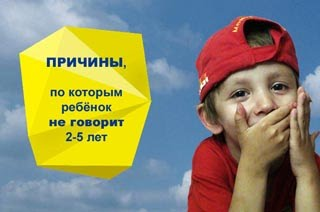 ПРИЧИНЫ,
по которым
ребёнок
не говорит
2-5 лет